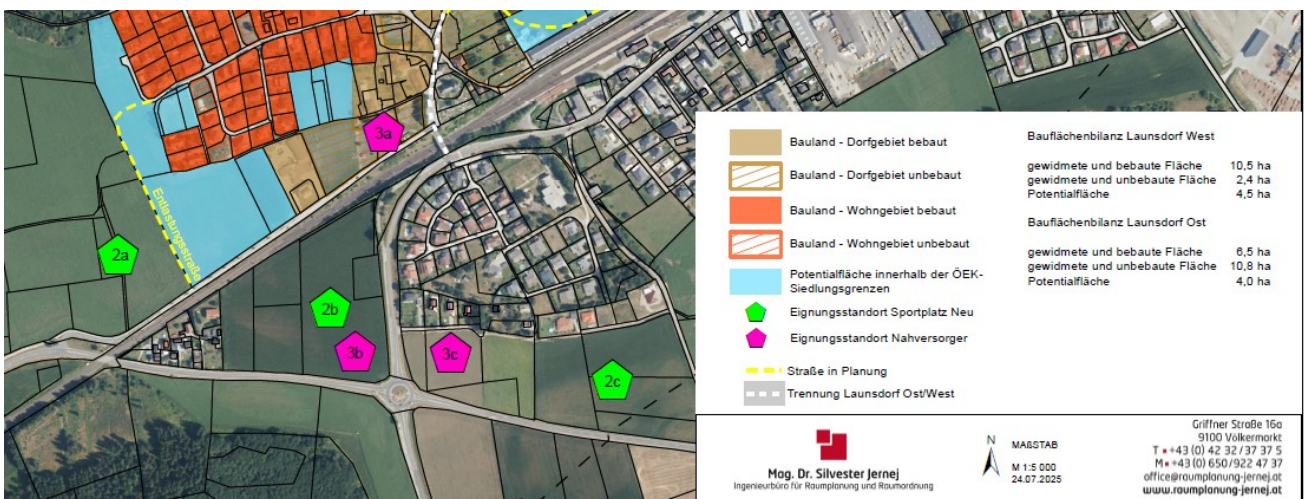 3a
Entlastungsstraße
2a
2b
3b
3c
2c
Bauland - Dorfgebiet bebaut
Bauland - Dorfgebiet unbebaut
Bauland - Wohngebiet bebaut
Bauland - Wohngebiet unbebaut
Potentialfläche innerhalb der ÖEK-
Siedlungsgrenzen
Eignungsstandort Sportplatz Neu
Eignungsstandort Nahversorger
Straße in Planung
Trennung Launsdorf Ost/West
Bauflächenbilanz Launsdorf West
gewidmete und bebaute Fläche 10,5 ha
gewidmete und unbebaute Fläche 2,4 ha
Potentialfläche 4,5 ha
Bauflächenbilanz Launsdorf Ost
gewidmete und bebaute Fläche 6,5 ha
gewidmete und unbebaute Fläche 10,8 ha
Potentialfläche 4,0 ha
Mag. Dr. Silvester Jernej
Ingenieurbüro für Raumplanung und Raumordnung
N
MAßSTAB
M 1:5 000
24.07.2025
Griffner Straße 16a
9100 Völkermarkt
T ▪ +43 (0) 42 32 / 37 37 5
M ▪ +43 (0) 650 / 922 47 37
office@raumplanung-jernej.at
www.raumplanung-jernej.at